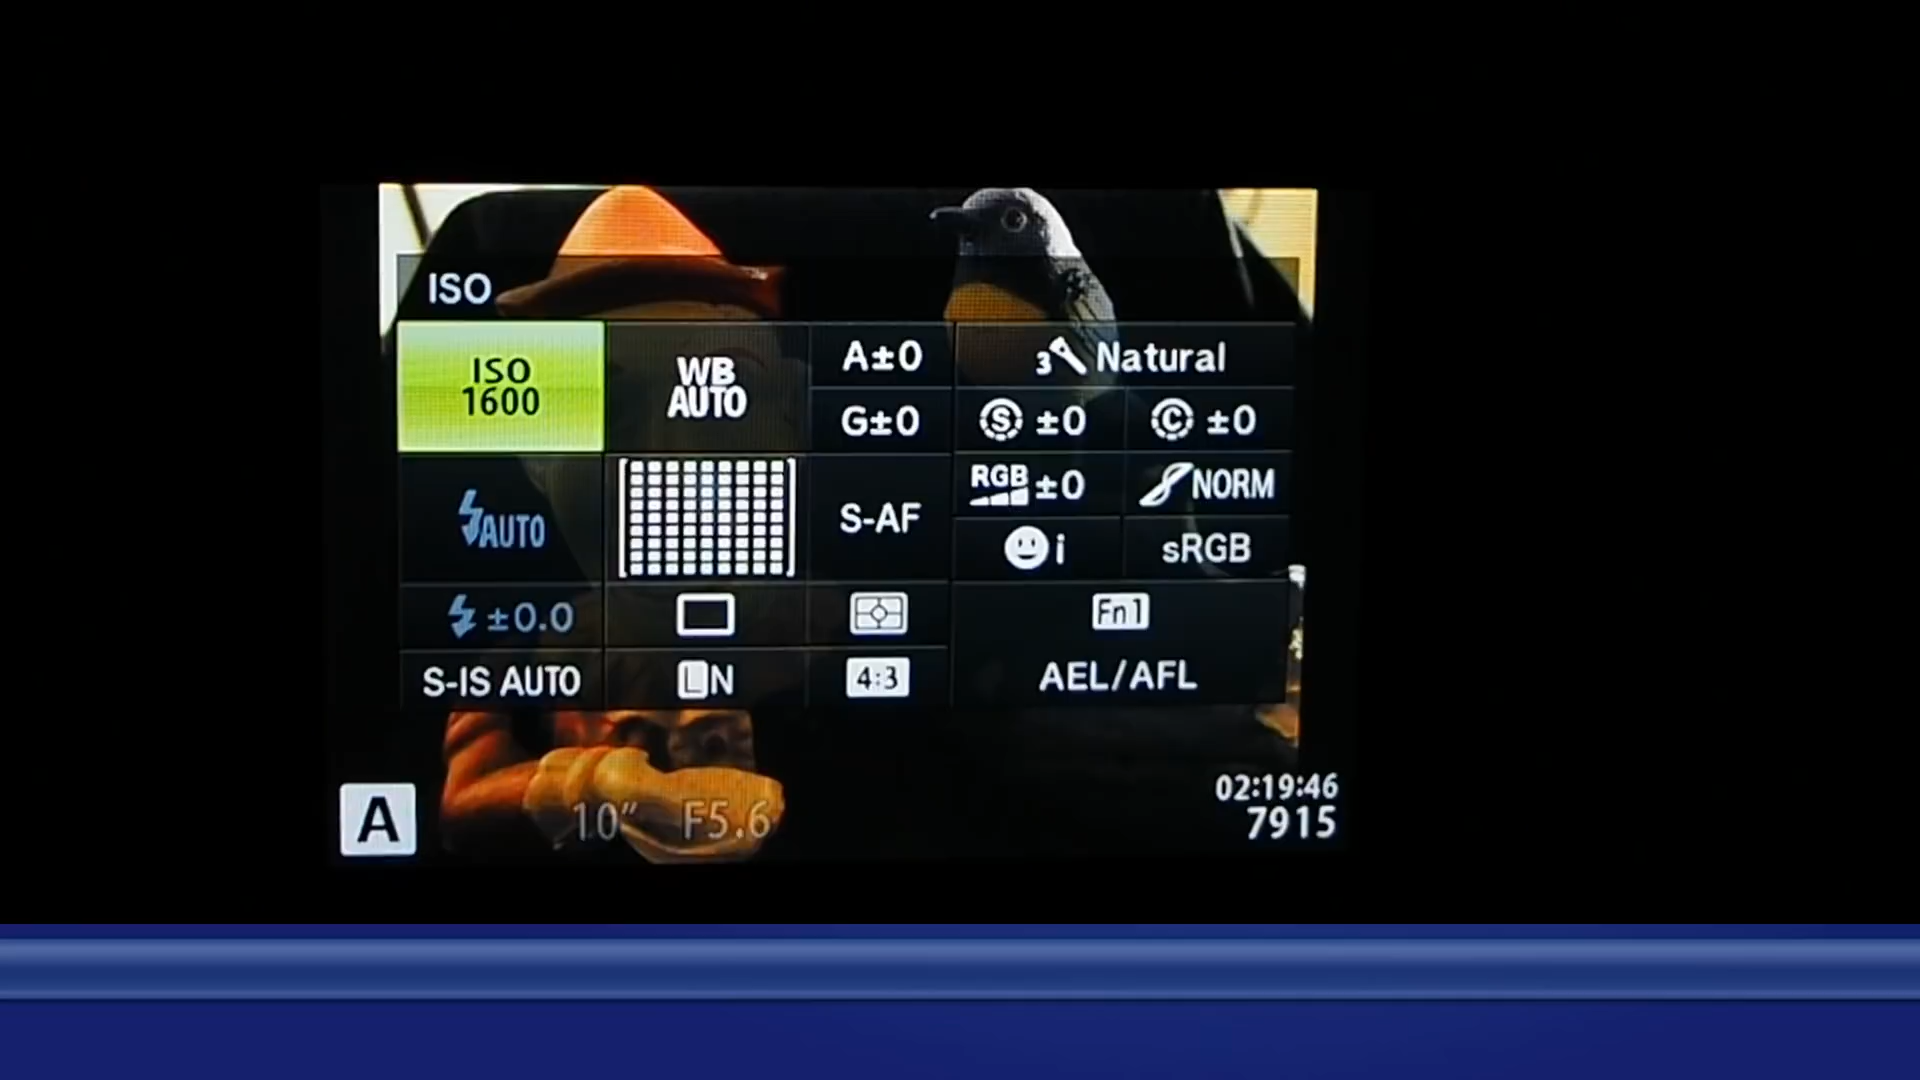 ISO
ISO 1600
WB AUTO
A±0
G±0
3 Natural
S ±0
C ±0
RGB ±0
NORM
i
sRGB
AUTO
S-AF
±0.0
Fn1
AEL/AFL
S-IS AUTO
LN
4:3
A
10" F5.6
02:19:46
7915